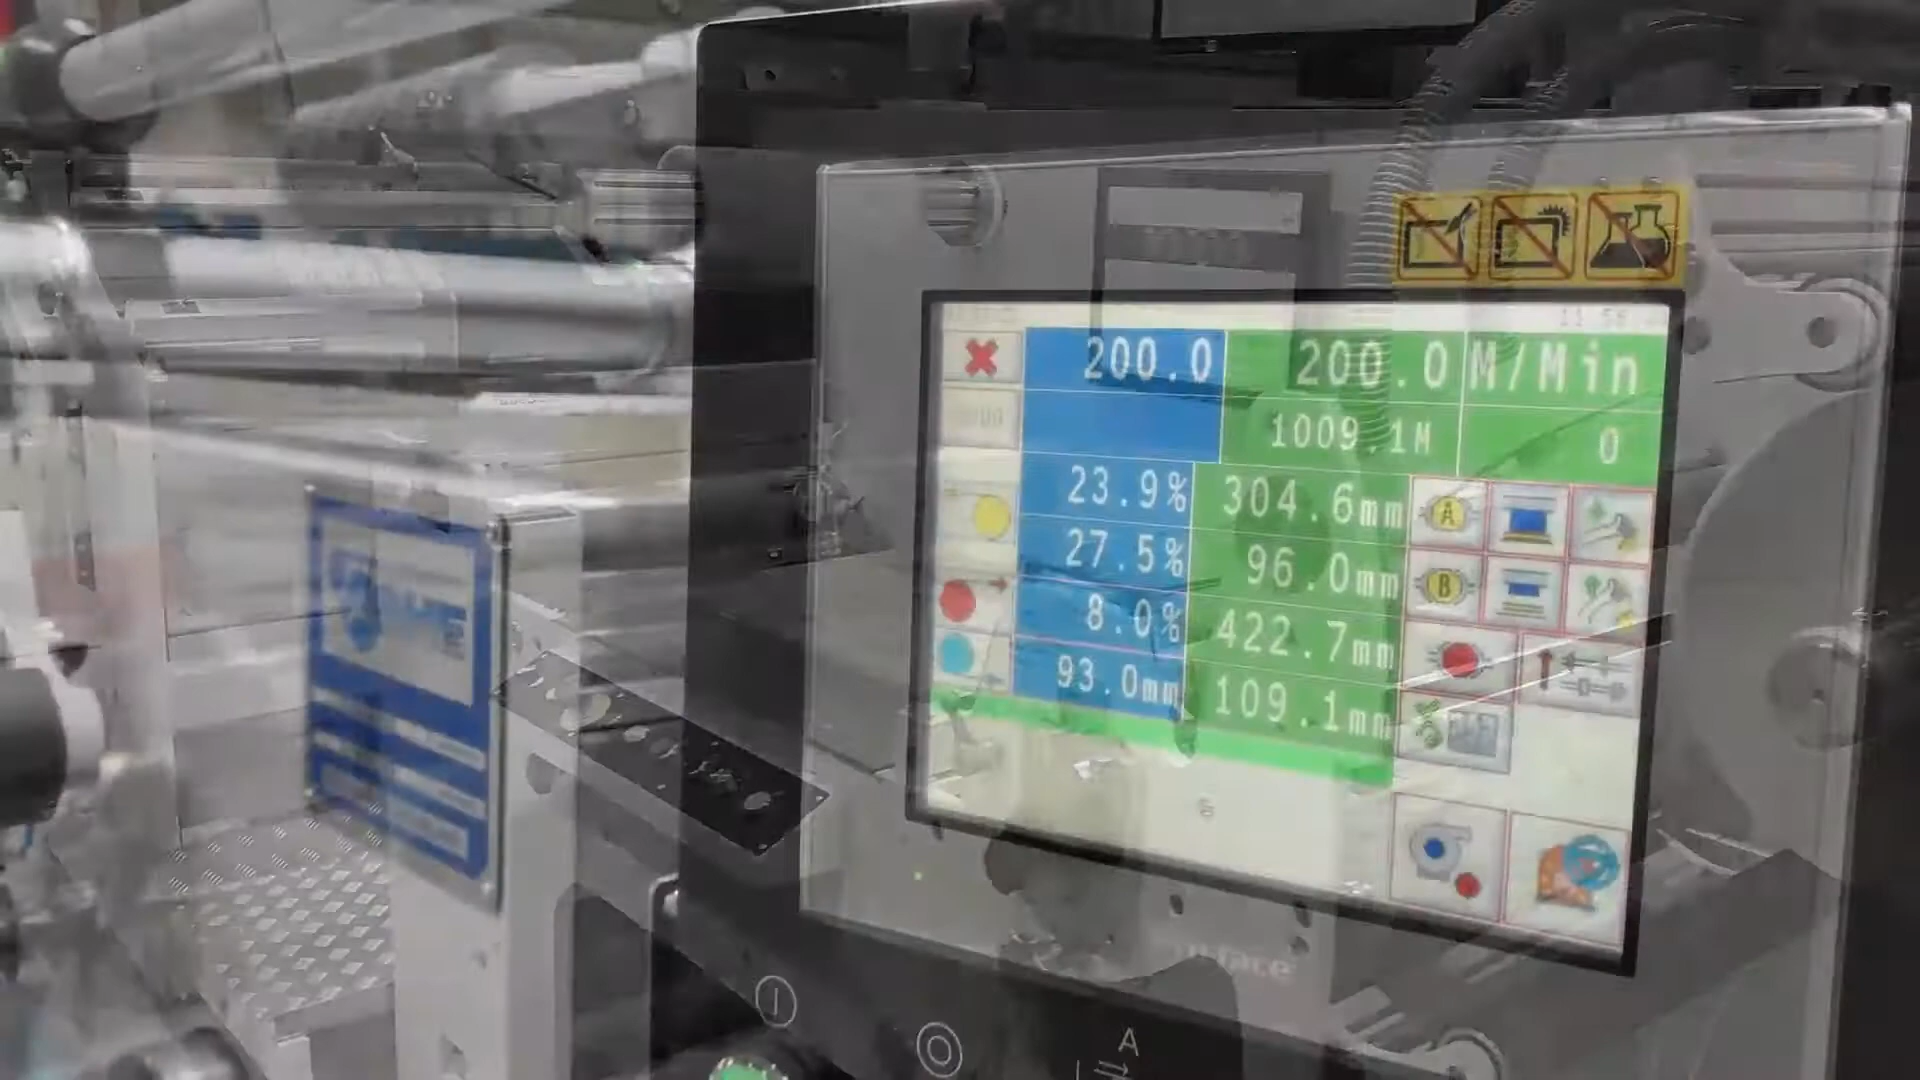 200.0 200.0 M/Min
1009.1M 0
23.9% 304.6mm A
27.5% 96.0mm B
8.0% 422.7mm
93.0mm 109.1mm
A